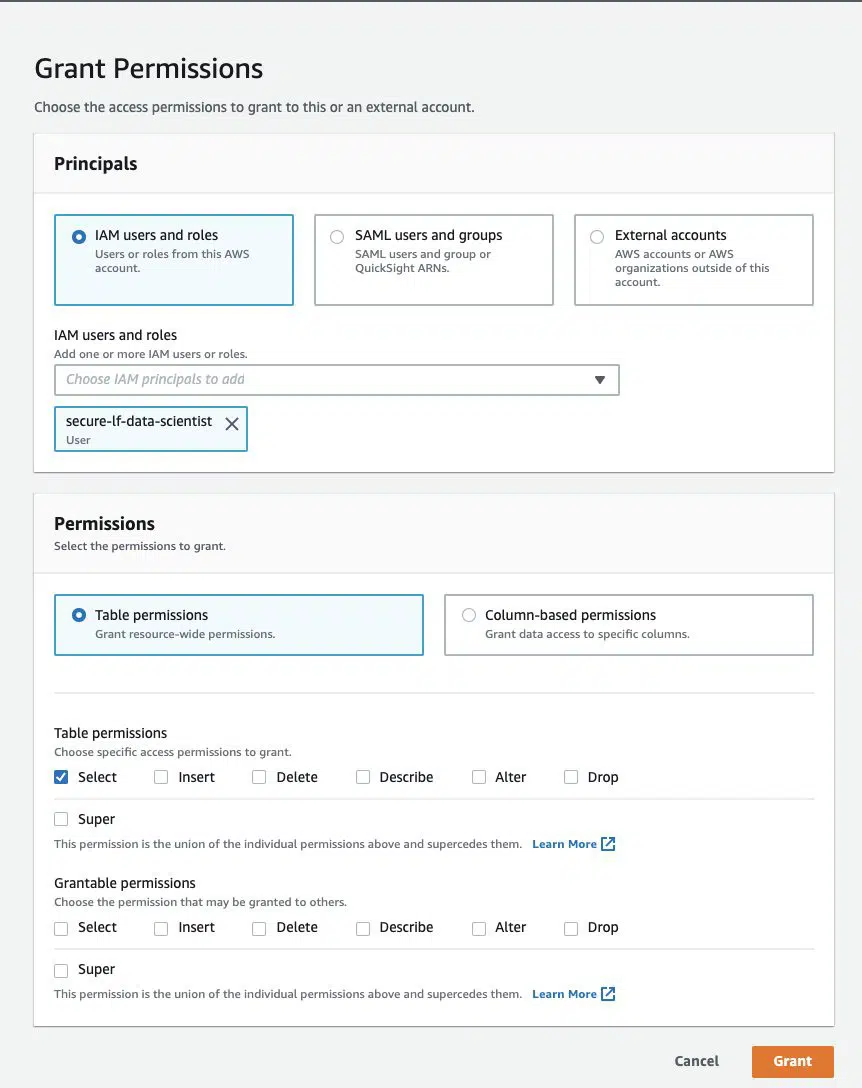 Grant Permissions
Choose the access permissions to grant to this or an external account.
Principals
IAM users and roles
Users or roles from this AWS
account.
SAML users and groups
SAML users and group or
QuickSight ARNs.
External accounts
AWS accounts or AWS
organizations outside of this
account.
IAM users and roles
Add one or more IAM users or roles.
Choose IAM principals to add
secure-lf-data-scientist
User
Permissions
Select the permissions to grant.
Table permissions
Grant resource-wide permissions.
Column-based permissions
Grant data access to specific columns.
Table permissions
Choose specific access permissions to grant.
Select Insert Delete Describe Alter Drop
Super
This permission is the union of the individual permissions above and supercedes them. Learn More
Grantable permissions
Choose the permission that may be granted to others.
Select Insert Delete Describe Alter Drop
Super
This permission is the union of the individual permissions above and supercedes them. Learn More
Cancel Grant